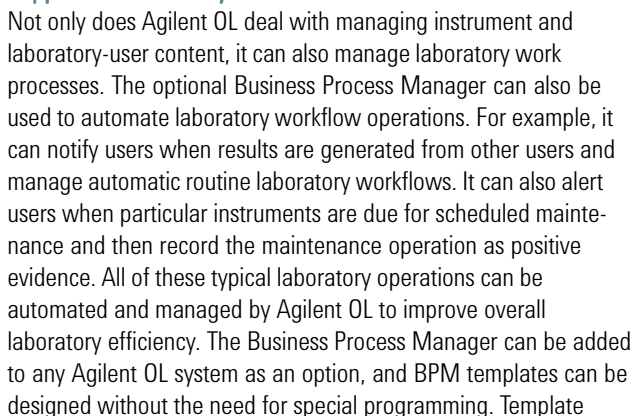 Not only does Agilent OL deal with managing instrument and
laboratory-user content, it can also manage laboratory work
processes. The optional Business Process Manager can also be
used to automate laboratory workflow operations. For example, it
can notify users when results are generated from other users and
manage automatic routine laboratory workflows. It can also alert
users when particular instruments are due for scheduled mainte-
nance and then record the maintenance operation as positive
evidence. All of these typical laboratory operations can be
automated and managed by Agilent OL to improve overall
laboratory efficiency. The Business Process Manager can be added
to any Agilent OL system as an option, and BPM templates can be
designed without the need for special programming. Template